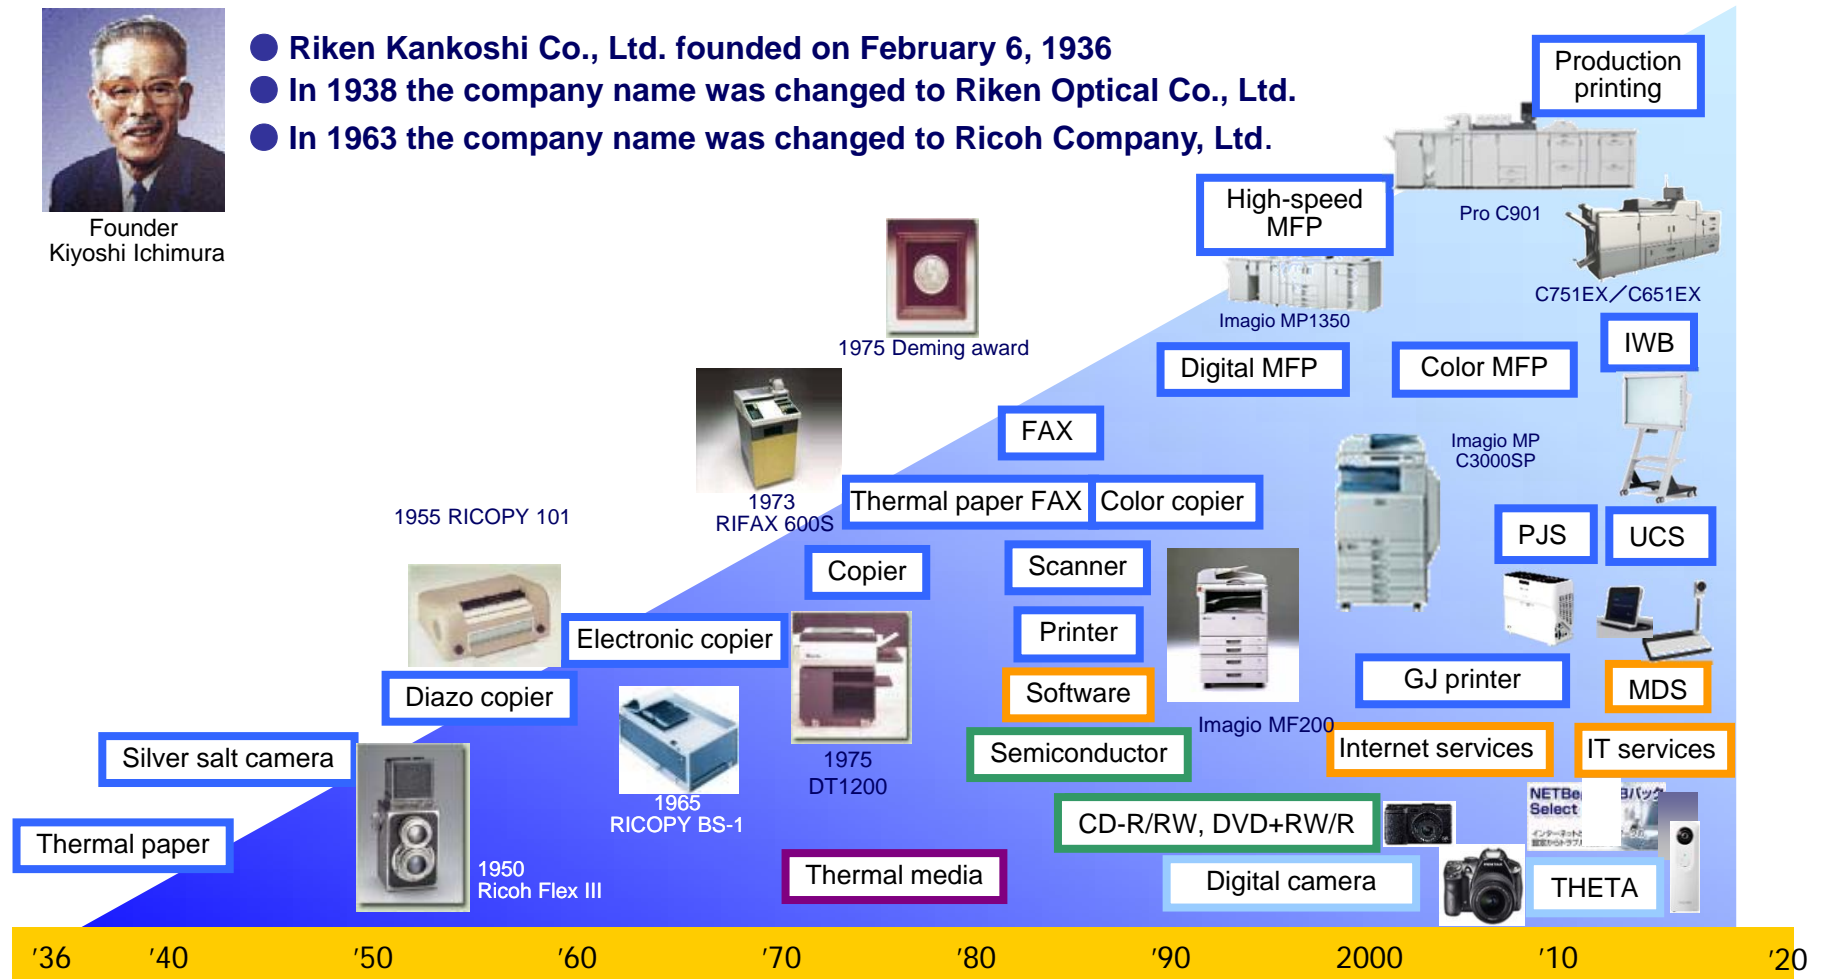 ● Riken Kankoshi Co., Ltd. founded on February 6, 1936
● In 1938 the company name was changed to Riken Optical Co., Ltd.
● In 1963 the company name was changed to Ricoh Company, Ltd.
Founder
Kiyoshi Ichimura
Production
printing
High-speed
MFP
Pro C901
C751EX／C651EX
Imagio MP1350
1975 Deming award
IWB
Digital MFP
Color MFP
FAX
Imagio MP
C3000SP
1973
RIFAX 600S
Thermal paper FAX
Color copier
1955 RICOPY 101
PJS
UCS
Copier
Scanner
Electronic copier
Printer
Diazo copier
Software
GJ printer
MDS
Imagio MF200
Silver salt camera
1975
DT1200
Semiconductor
Internet services
IT services
1965
RICOPY BS-1
NETBe
Bパック
Select
CD-R/RW, DVD+RW/R
Thermal paper
1950
Ricoh Flex III
Thermal media
Digital camera
THETA
'36
'40
'50
'60
'70
'80
'90
2000
'10
'20